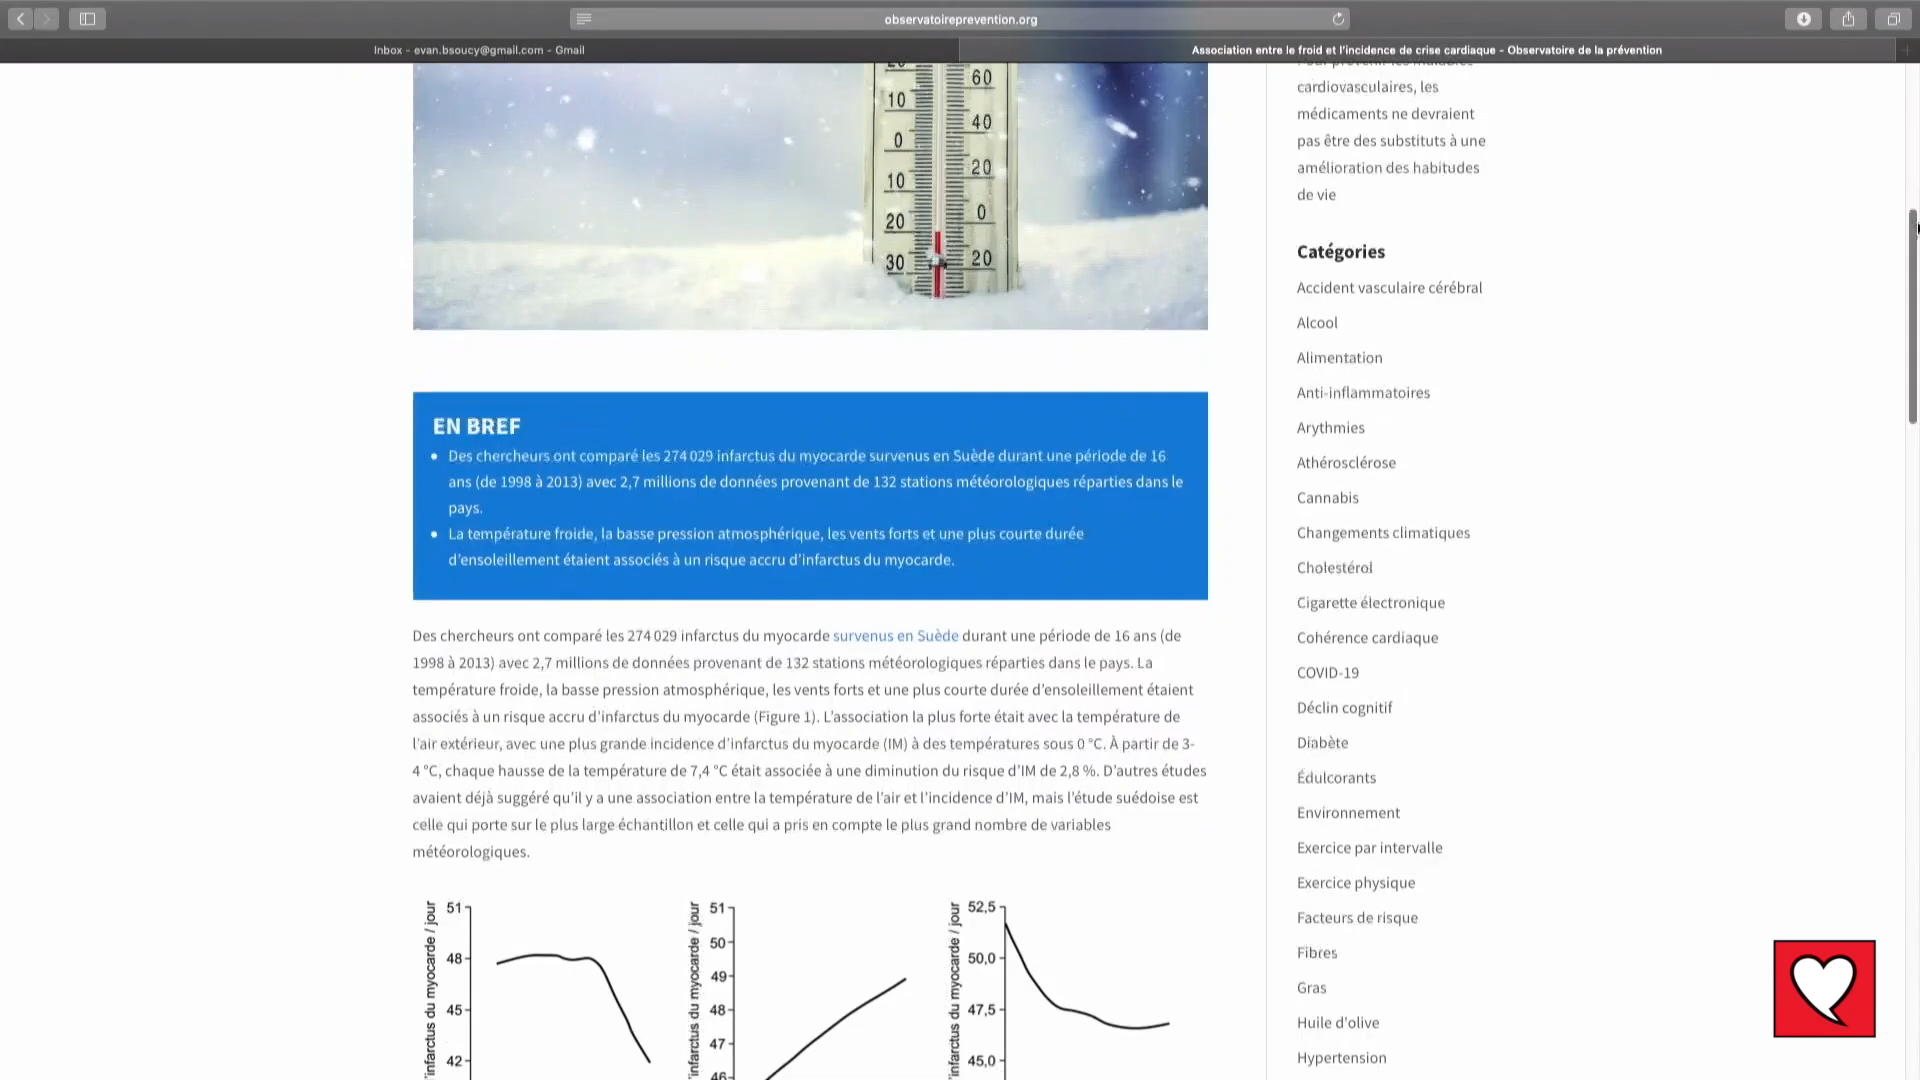 observatoireprevention.org
Inbox - evan.bsoucy@gmail.com - Gmail
Association entre le froid et l'incidence de crise cardiaque - Observatoire de la prévention
20 60
10 40
0 20
10 0
20 20
30
EN BREF
• Des chercheurs ont comparé les 274 029 infarctus du myocarde survenus en Suède durant une période de 16
ans (de 1998 à 2013) avec 2,7 millions de données provenant de 132 stations météorologiques réparties dans le
pays.
• La température froide, la basse pression atmosphérique, les vents forts et une plus courte durée
d'ensoleillement étaient associés à un risque accru d'infarctus du myocarde.
Des chercheurs ont comparé les 274 029 infarctus du myocarde survenus en Suède durant une période de 16 ans (de
1998 à 2013) avec 2,7 millions de données provenant de 132 stations météorologiques réparties dans le pays. La
température froide, la basse pression atmosphérique, les vents forts et une plus courte durée d'ensoleillement étaient
associés à un risque accru d'infarctus du myocarde (Figure 1). L'association la plus forte était avec la température de
l'air extérieur, avec une plus grande incidence d'infarctus du myocarde (IM) à des températures sous 0 °C. À partir de 3-
4 °C, chaque hausse de la température de 7,4 °C était associée à une diminution du risque d'IM de 2,8 %. D'autres études
avaient déjà suggéré qu'il y a une association entre la température de l'air et l'incidence d'IM, mais l'étude suédoise est
celle qui porte sur le plus large échantillon et celle qui a pris en compte le plus grand nombre de variables
météorologiques.
'infarctus du myocarde / jour
51
48
45
42
'infarctus du myocarde / jour
51
50
49
48
47
46
'infarctus du myocarde / jour
52,5
50,0
47,5
45,0
Pour prévenir les maladies
cardiovasculaires, les
médicaments ne devraient
pas être des substituts à une
amélioration des habitudes
de vie
Catégories
Accident vasculaire cérébral
Alcool
Alimentation
Anti-inflammatoires
Arythmies
Athérosclérose
Cannabis
Changements climatiques
Cholestérol
Cigarette électronique
Cohérence cardiaque
COVID-19
Déclin cognitif
Diabète
Édulcorants
Environnement
Exercice par intervalle
Exercice physique
Facteurs de risque
Fibres
Gras
Huile d'olive
Hypertension